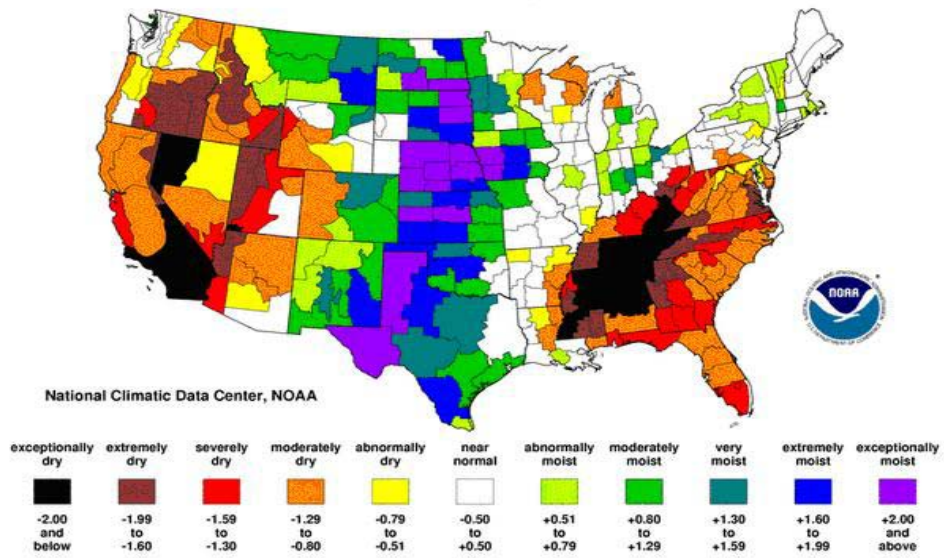 NOAA
National Climatic Data Center, NOAA
exceptionally dry
extremely dry
severely dry
moderately dry
abnormally dry
near normal
abnormally moist
moderately moist
very moist
extremely moist
exceptionally moist
-2.00 and below
-1.99 to -1.60
-1.59 to -1.30
-1.29 to -0.80
-0.79 to -0.51
-0.50 to +0.50
+0.51 to +0.79
+0.80 to +1.29
+1.30 to +1.59
+1.60 to +1.99
+2.00 and above